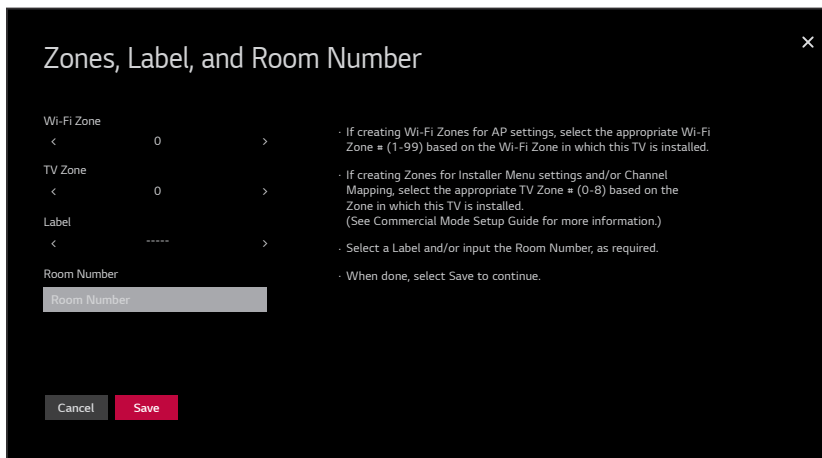 Zones, Label, and Room Number
×
Wi-Fi Zone
< 0 >
TV Zone
< 0 >
Label
< ----- >
Room Number
Room Number
· If creating Wi-Fi Zones for AP settings, select the appropriate Wi-Fi
Zone # (1-99) based on the Wi-Fi Zone in which this TV is installed.
· If creating Zones for Installer Menu settings and/or Channel
Mapping, select the appropriate TV Zone # (0-8) based on the
Zone in which this TV is installed.
(See Commercial Mode Setup Guide for more information.)
· Select a Label and/or input the Room Number, as required.
· When done, select Save to continue.
Cancel Save